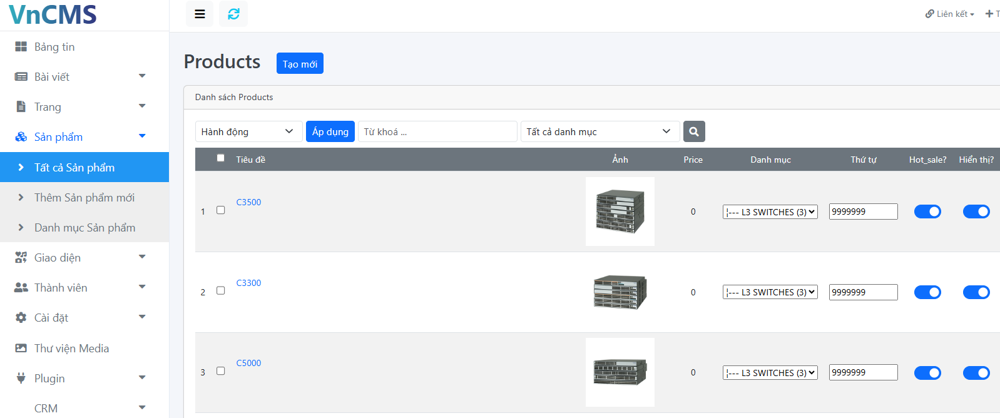 VnCMS
Liên kết
Bảng tin
Bài viết
Trang
Sản phẩm
Tất cả Sản phẩm
Thêm Sản phẩm mới
Danh mục Sản phẩm
Giao diện
Thành viên
Cài đặt
Thư viện Media
Plugin
CRM
Products Tạo mới
Danh sách Products
Hành động Áp dụng Từ khoá ... Tất cả danh mục
Tiêu đề Ảnh Price Danh mục Thứ tự Hot_sale? Hiển thị?
1 C3500 0 ¦--- L3 SWITCHES (3) 9999999
2 C3300 0 ¦--- L3 SWITCHES (3) 9999999
3 C5000 0 ¦--- L3 SWITCHES (3) 9999999